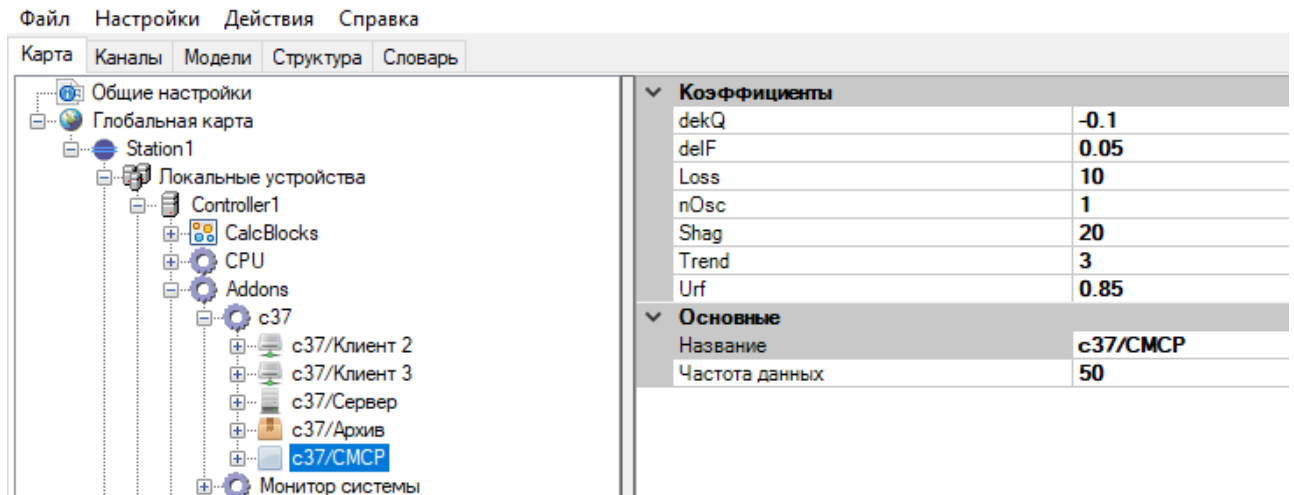 Файл Настройки Действия Справка
Карта Каналы Модели Структура Словарь
Общие настройки
Глобальная карта
Station1
Локальные устройства
Controller1
CalcBlocks
CPU
Addons
c37
c37/Клиент 2
c37/Клиент 3
c37/Сервер
c37/Архив
c37/СМСР
Монитор системы
Коэффициенты
dekQ -0.1
delF 0.05
Loss 10
nOsc 1
Shag 20
Trend 3
Urf 0.85
Основные
Название c37/СМСР
Частота данных 50